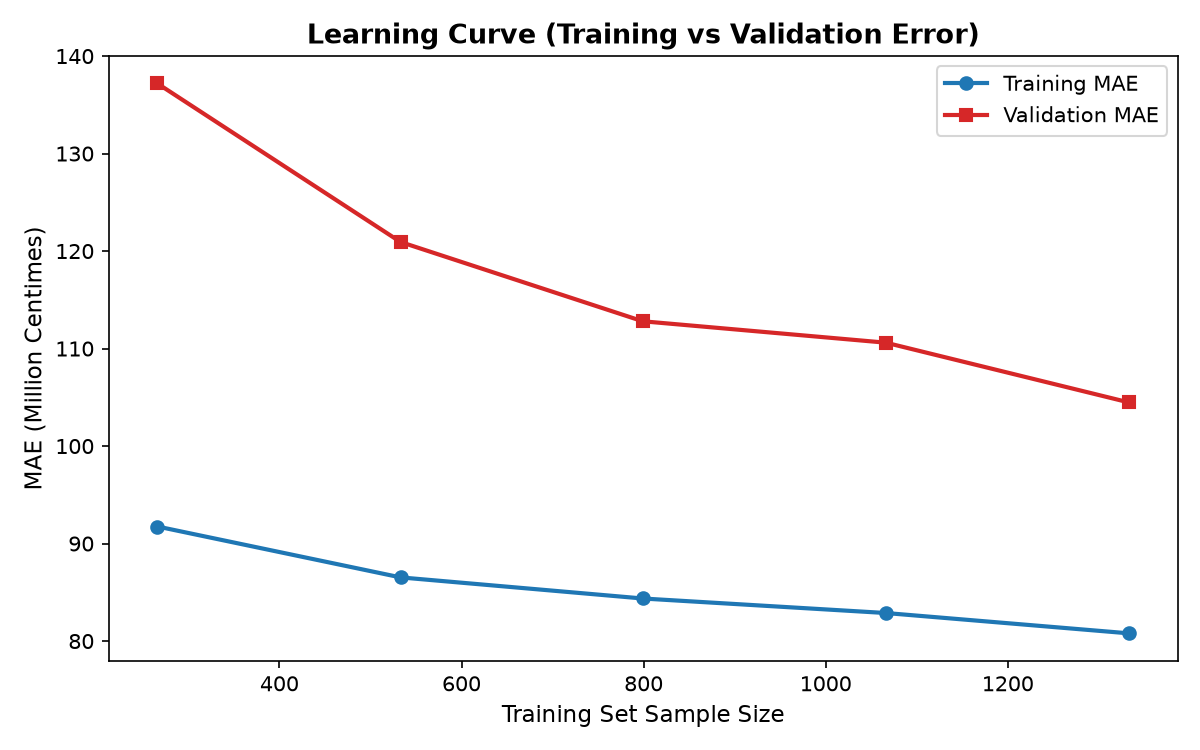 Learning Curve (Training vs Validation Error)
Training MAE
Validation MAE
MAE (Million Centimes)
140
130
120
110
100
90
80
400
600
800
1000
1200
Training Set Sample Size